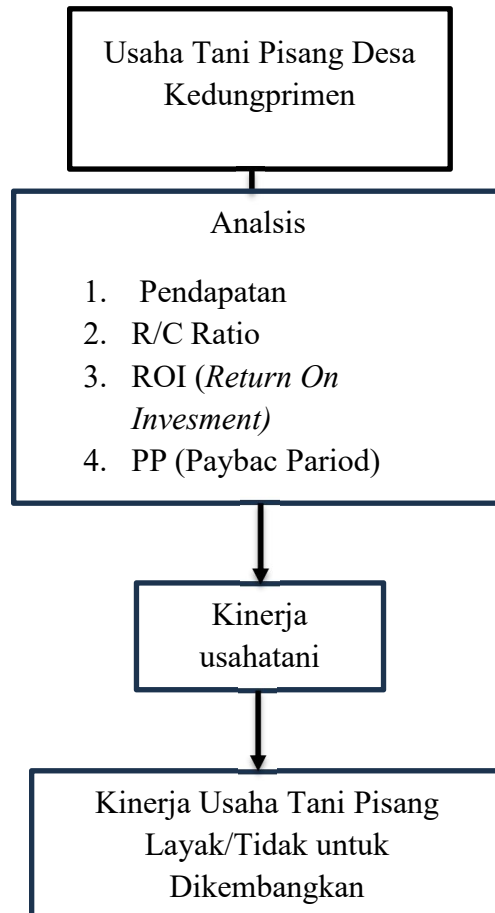 Usaha Tani Pisang Desa
Kedungprimen
Analsis
1. Pendapatan
2. R/C Ratio
3. ROI (Return On
Invesment)
4. PP (Paybac Pariod)
Kinerja
usahatani
Kinerja Usaha Tani Pisang
Layak/Tidak untuk
Dikembangkan